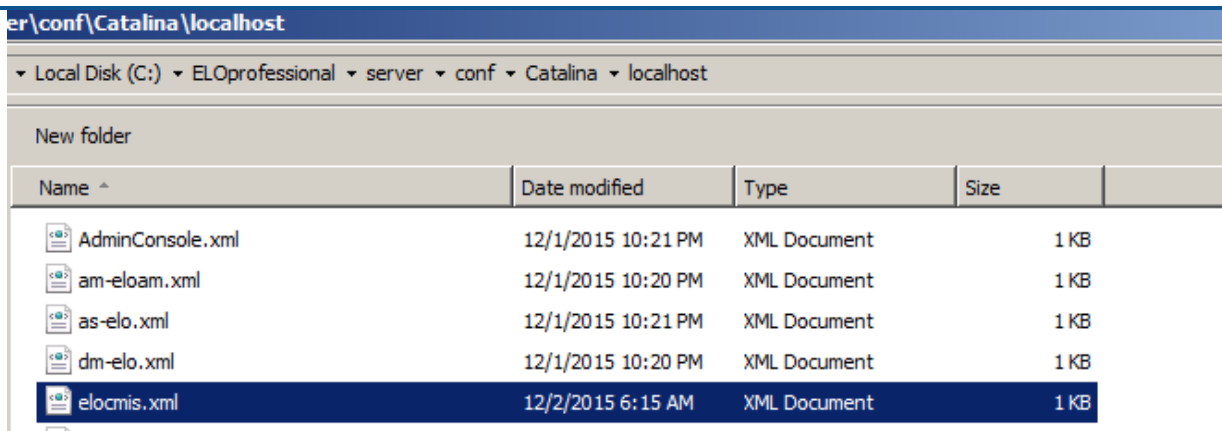 er\conf\Catalina\localhost
Local Disk (C:) ELOprofessional server conf Catalina localhost
New folder
Name Date modified Type Size
AdminConsole.xml 12/1/2015 10:21 PM XML Document 1 KB
am-eloam.xml 12/1/2015 10:20 PM XML Document 1 KB
as-elo.xml 12/1/2015 10:21 PM XML Document 1 KB
dm-elo.xml 12/1/2015 10:20 PM XML Document 1 KB
elocmis.xml 12/2/2015 6:15 AM XML Document 1 KB